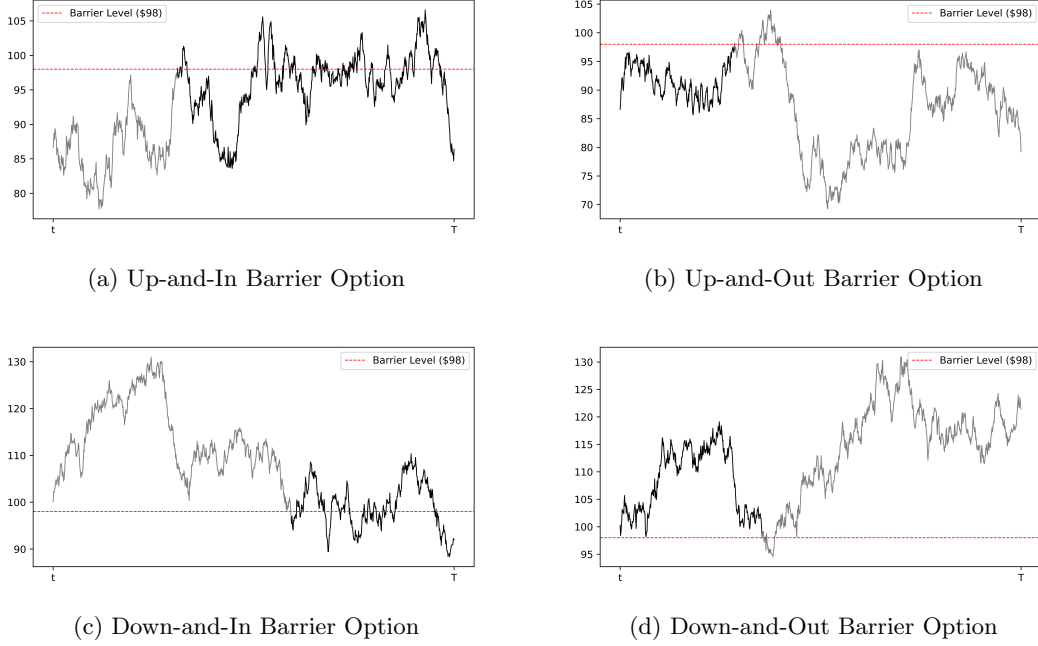 105
100
95
90
85
80
Barrier Level ($98)
t
T
(a) Up-and-In Barrier Option
105
100
95
90
85
80
75
70
Barrier Level ($98)
t
T
(b) Up-and-Out Barrier Option
130
120
110
100
90
Barrier Level ($98)
t
T
(c) Down-and-In Barrier Option
130
125
120
115
110
105
100
95
Barrier Level ($98)
t
T
(d) Down-and-Out Barrier Option